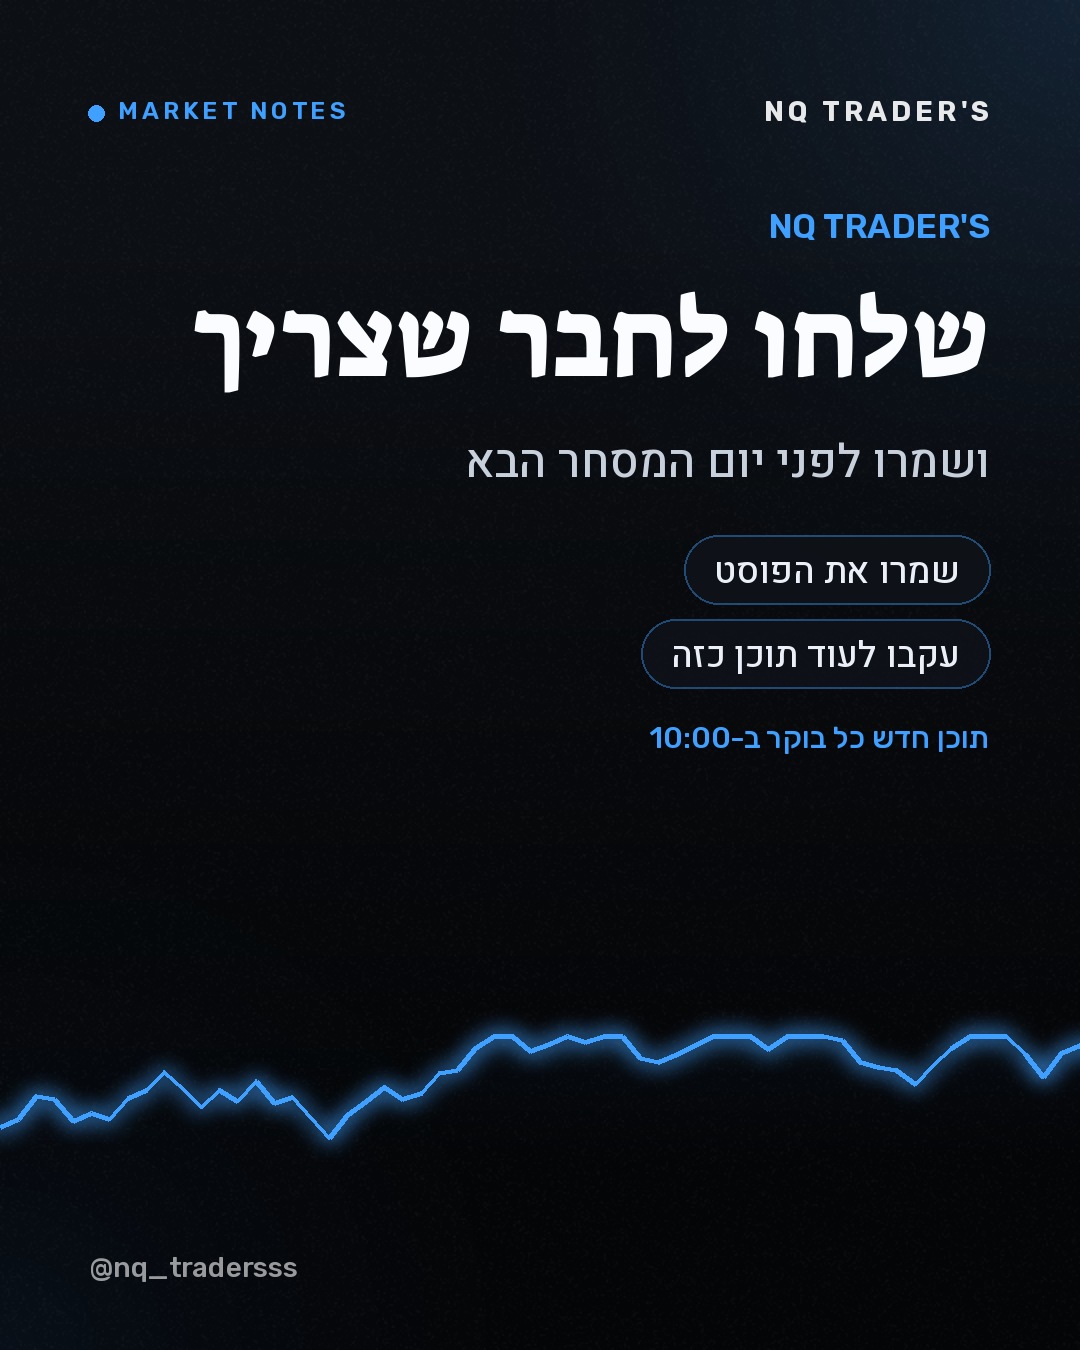 MARKET NOTES
NQ TRADER'S
NQ TRADER'S
שלחו לחבר שצריך
ושמרו לפני יום המסחר הבא
שמרו את הפוסט
עקבו לעוד תוכן כזה
תוכן חדש כל בוקר ב-10:00
@nq_tradersss